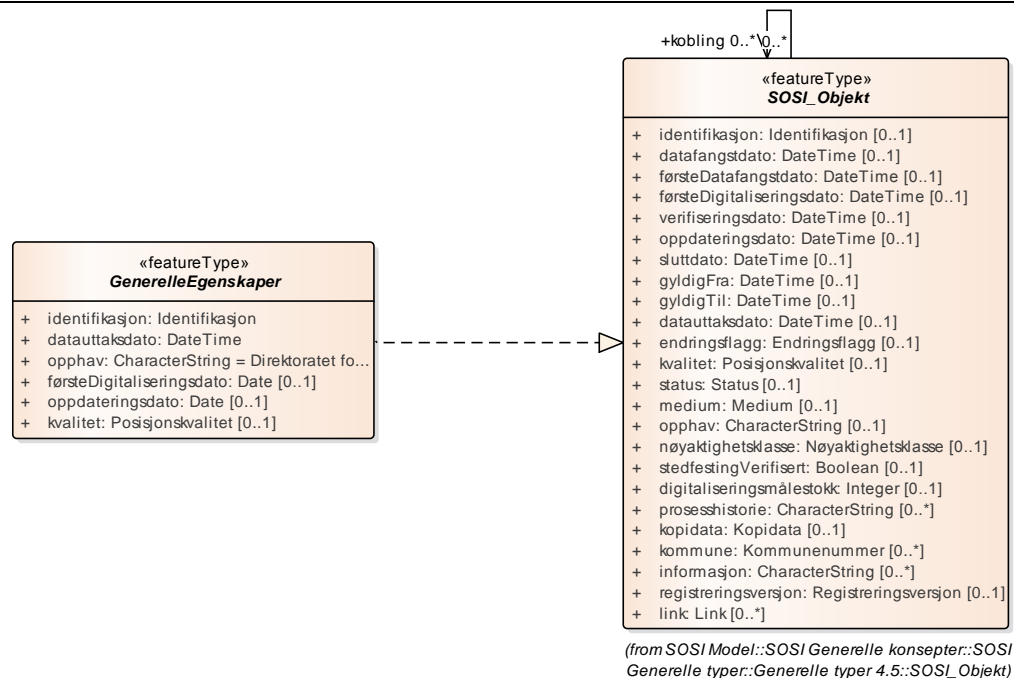 «featureType»
GenerelleEgenskaper
+ identifikasjon: Identifikasjon
+ datauttaksdato: DateTime
+ opphav: CharacterString = Direktoratet fo...
+ førsteDigitaliseringsdato: Date [0..1]
+ oppdateringsdato: Date [0..1]
+ kvalitet: Posisjonskvalitet [0..1]
+kobling 0..* 0..*
«featureType»
SOSI_Objekt
+ identifikasjon: Identifikasjon [0..1]
+ datafangstdato: DateTime [0..1]
+ førsteDatafangstdato: DateTime [0..1]
+ førsteDigitaliseringsdato: DateTime [0..1]
+ verifiseringsdato: DateTime [0..1]
+ oppdateringsdato: DateTime [0..1]
+ sluttdato: DateTime [0..1]
+ gyldigFra: DateTime [0..1]
+ gyldigTil: DateTime [0..1]
+ datauttaksdato: DateTime [0..1]
+ endringsflagg: Endringsflagg [0..1]
+ kvalitet: Posisjonskvalitet [0..1]
+ status: Status [0..1]
+ medium: Medium [0..1]
+ opphav: CharacterString [0..1]
+ nøyaktighetsklasse: Nøyaktighetsklasse [0..1]
+ stedfestingVerifisert: Boolean [0..1]
+ digitaliseringsmålestokk: Integer [0..1]
+ prosesshistorie: CharacterString [0..*]
+ kopidata: Kopidata [0..1]
+ kommune: Kommunenummer [0..*]
+ informasjon: CharacterString [0..*]
+ registreringsversjon: Registreringsversjon [0..1]
+ link: Link [0..*]
(from SOSI Model::SOSI Generelle konsepter::SOSI
Generelle typer::Generelle typer 4.5::SOSI_Objekt)